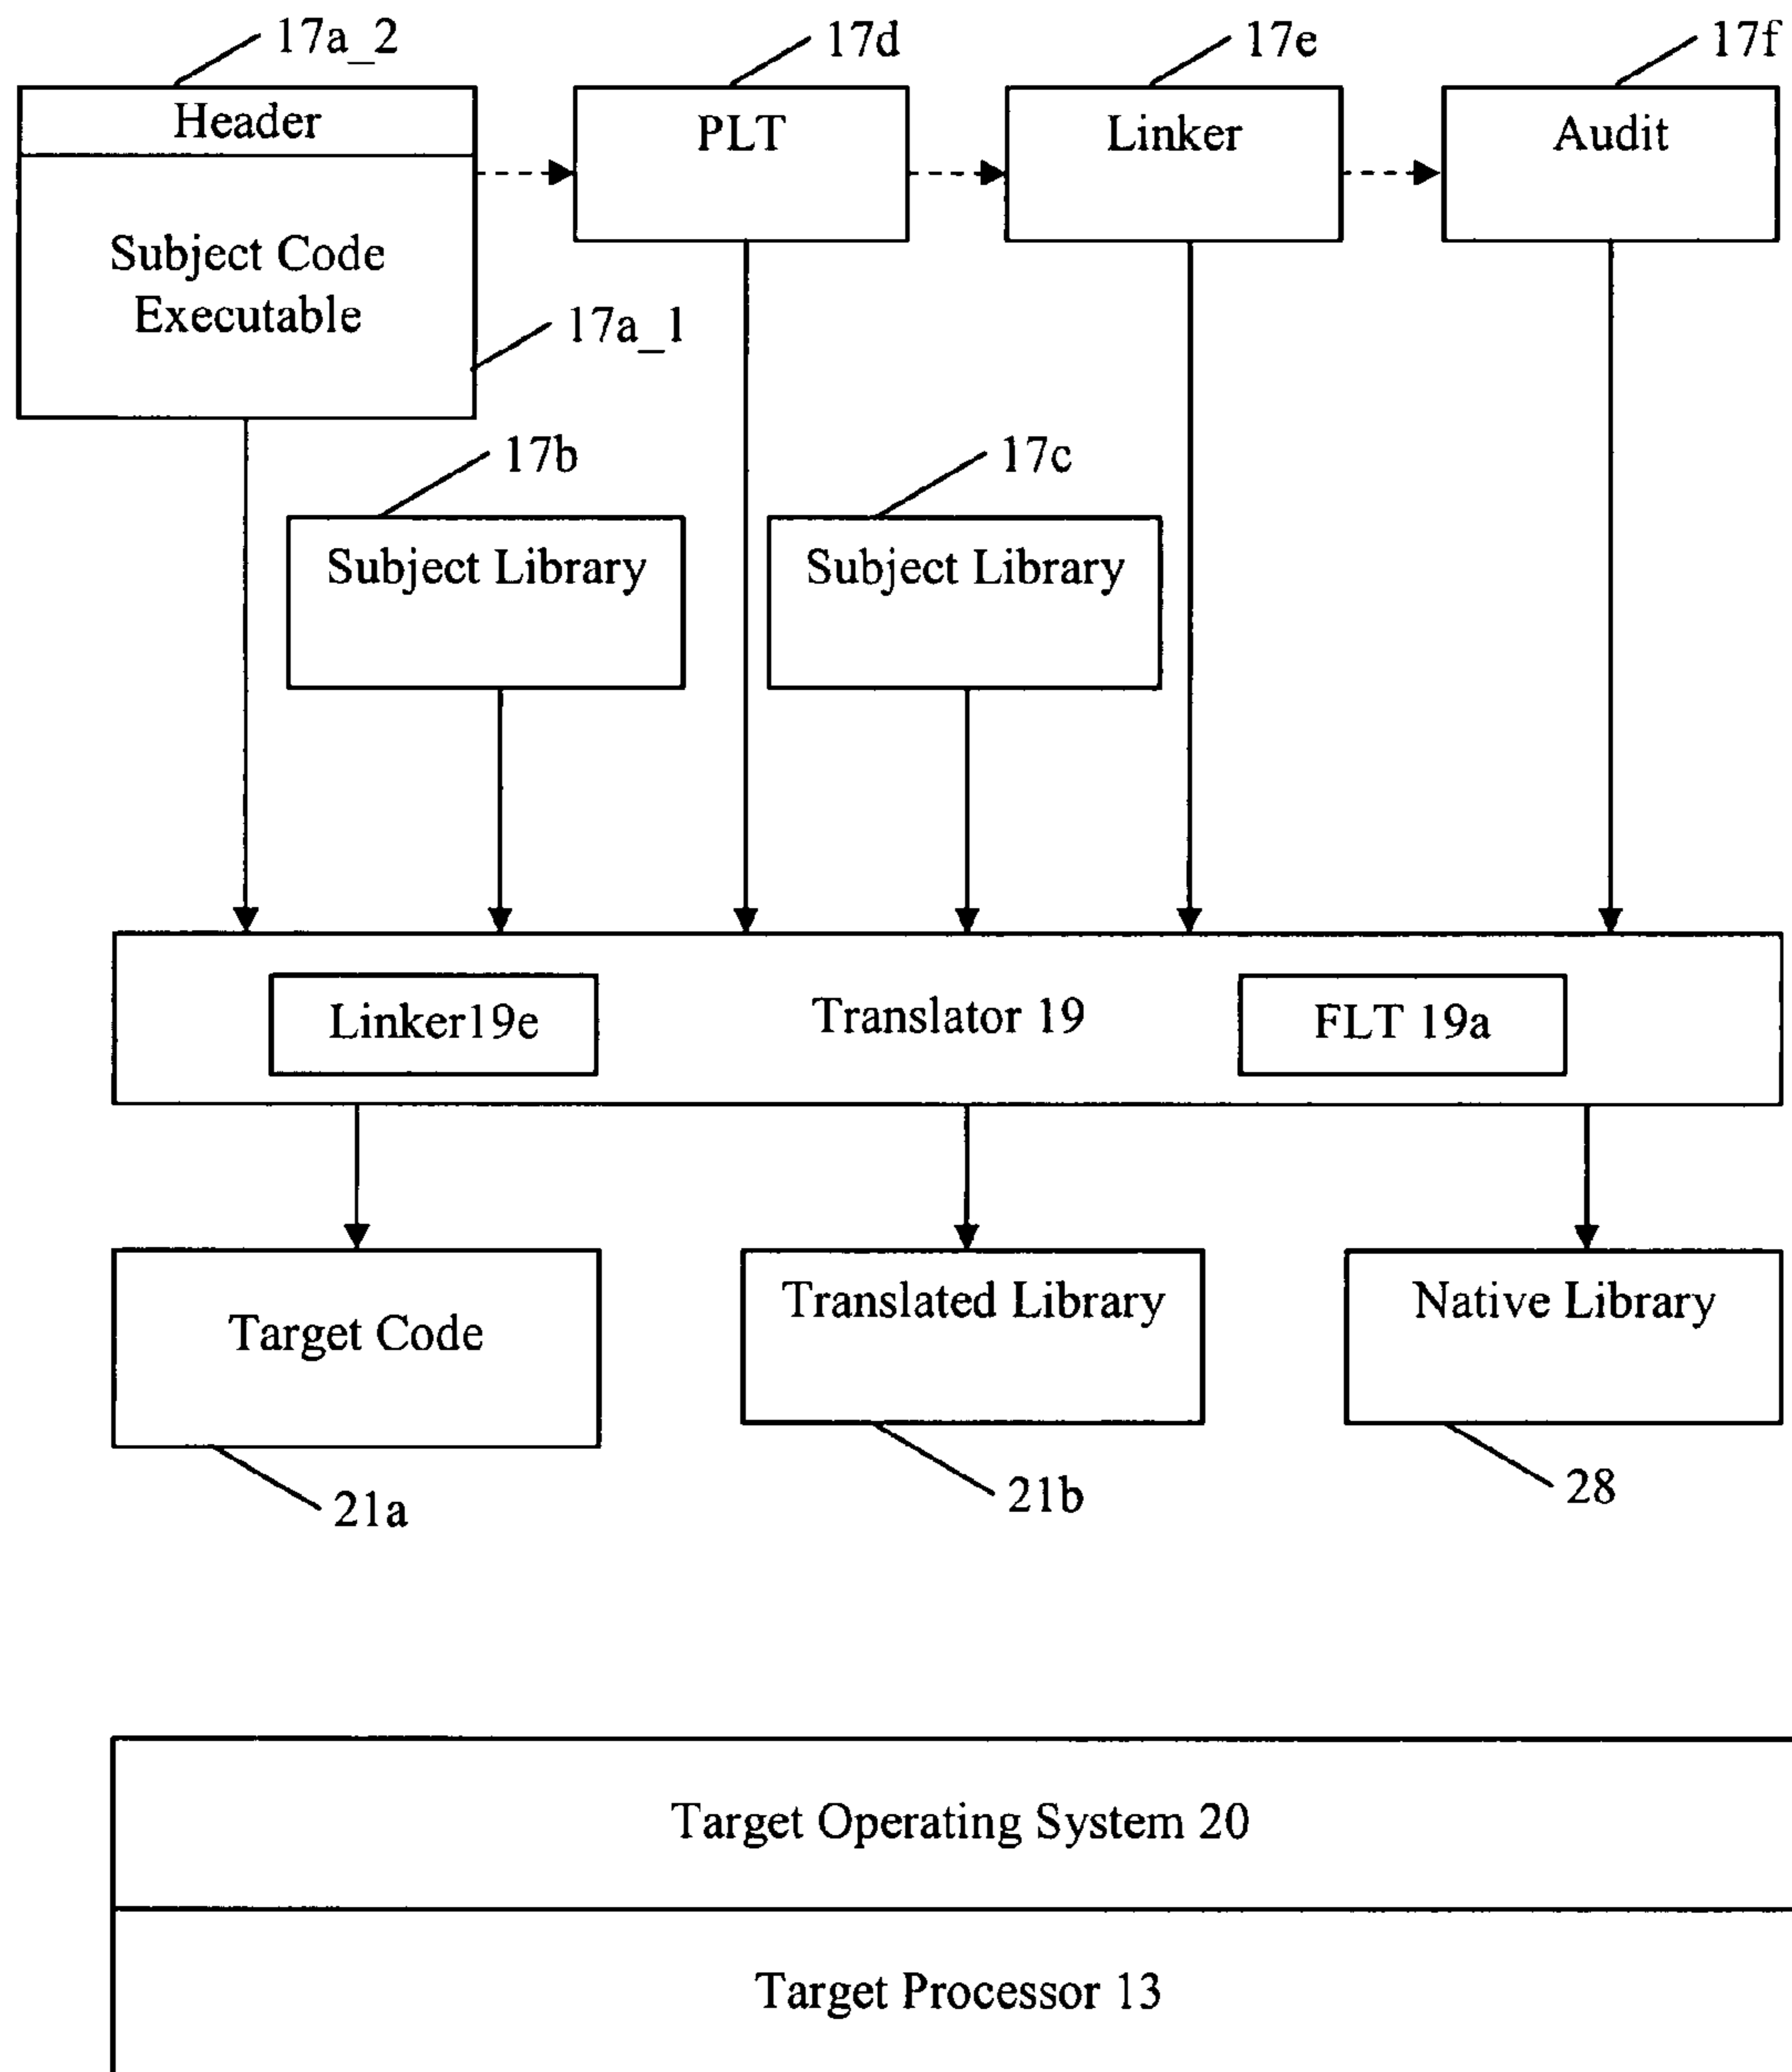 17a_2
17d
17e
17f
Header
PLT
Linker
Audit
Subject Code
Executable
17a_1
17b
17c
Subject Library
Subject Library
Linker19e
Translator 19
FLT 19a
Target Code
Translated Library
Native Library
21a
21b
28
Target Operating System 20
Target Processor 13